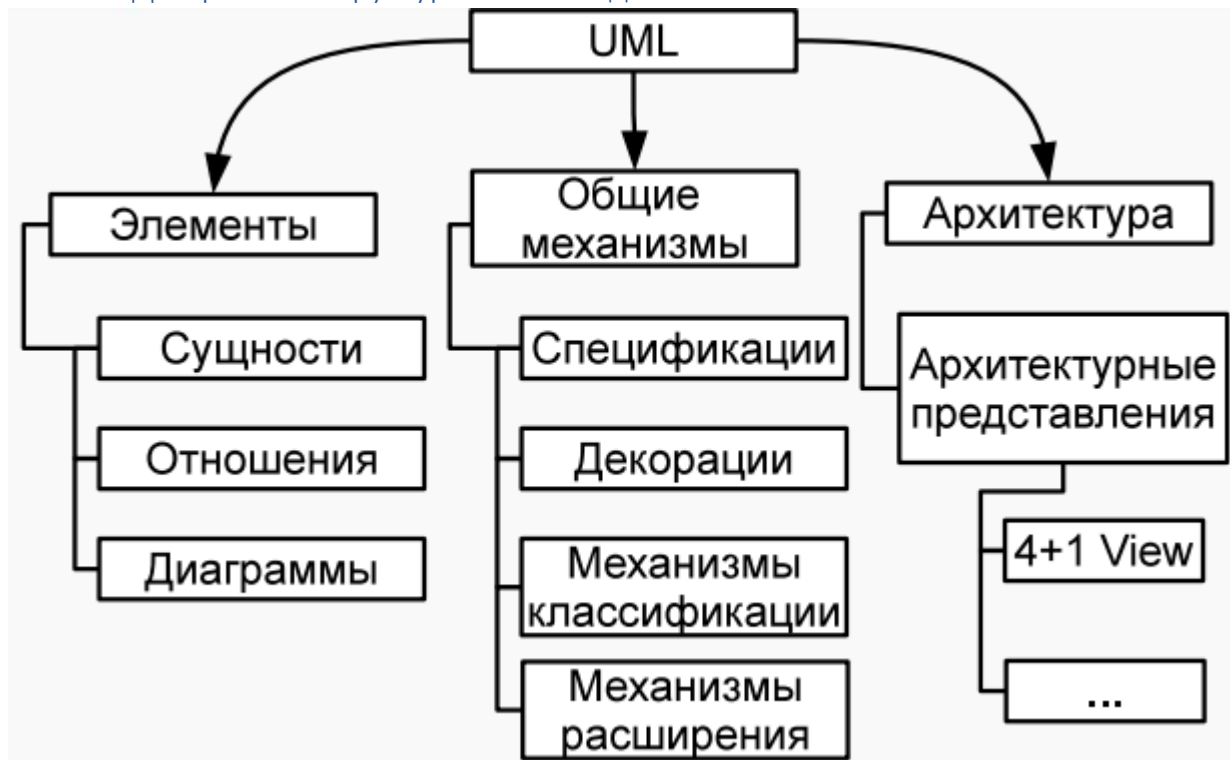 UML
Элементы
Общие
механизмы
Архитектура
Сущности
Отношения
Диаграммы
Спецификации
Декорации
Механизмы
классификации
Механизмы
расширения
Архитектурные
представления
4+1 View
...